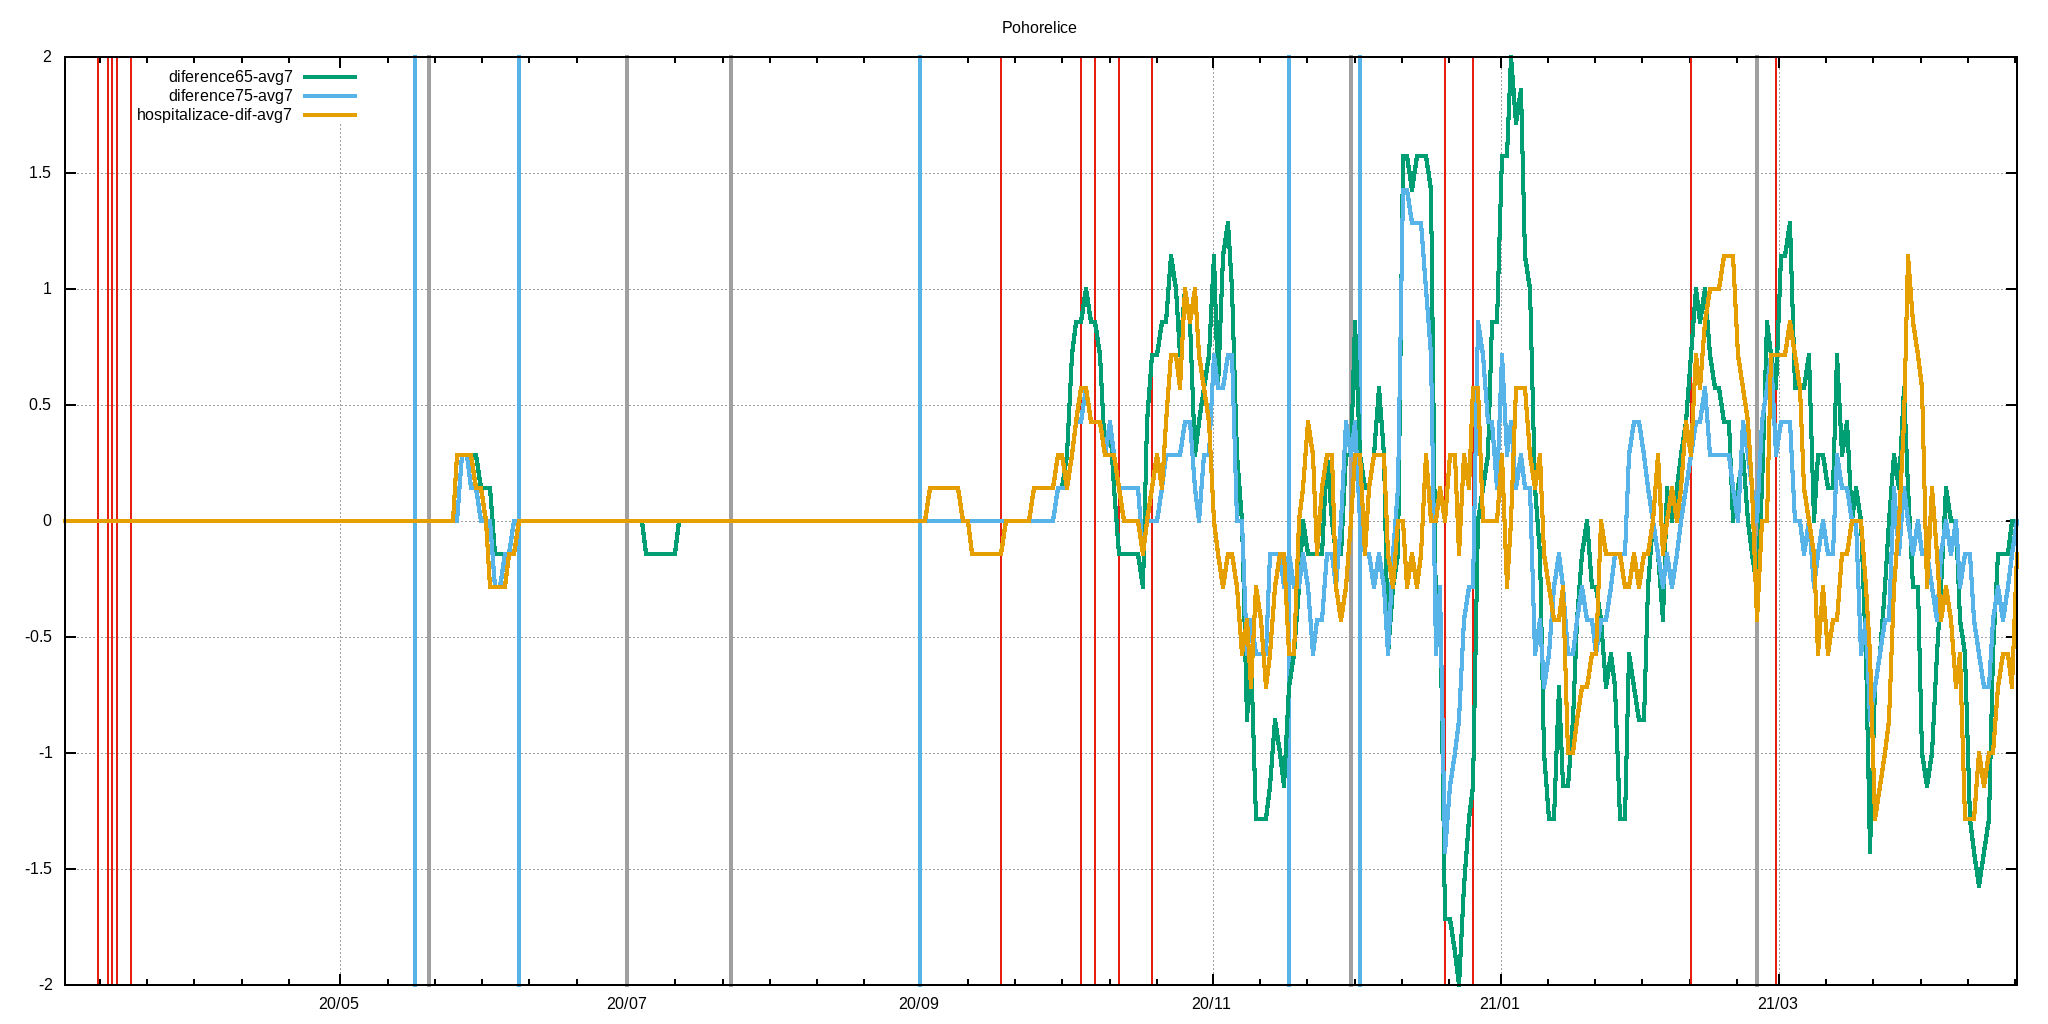 Pohorelice
diference65-avg7
diference75-avg7
hospitalizace-dif-avg7
2
1.5
1
0.5
0
-0.5
-1
-1.5
-2
20/05 20/07 20/09 20/11 21/01 21/03